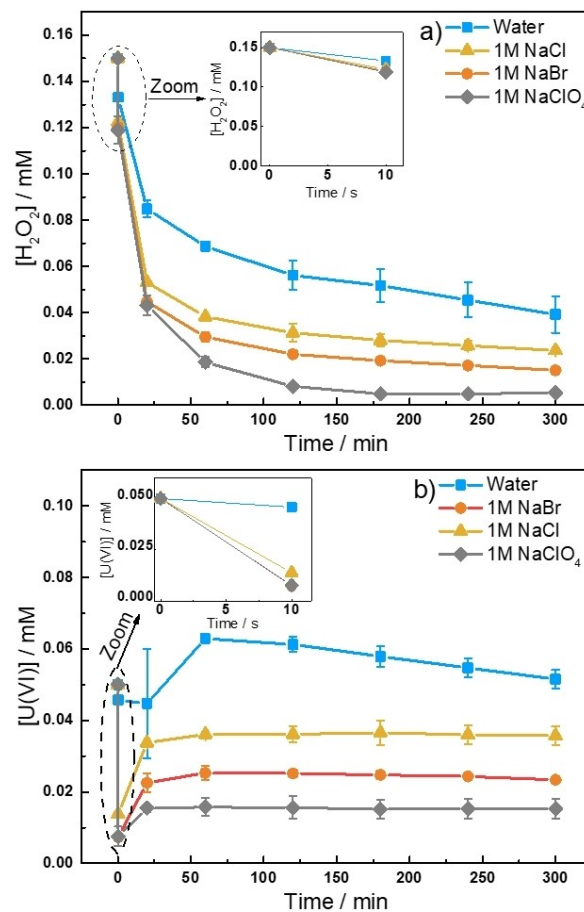 a)
Water
1M NaCl
1M NaBr
1M NaClO4
Zoom
[H2O2] / mM
0.16
0.14
0.12
0.10
0.08
0.06
0.04
0.02
0.00
0 50 100 150 200 250 300
Time / min
[H2O2] / mM
0.15
0.10
0.05
0.00
0 5 10
Time / s
b)
Water
1M NaBr
1M NaCl
1M NaClO4
Zoom
[U(VI)] / mM
0.10
0.08
0.06
0.04
0.02
0.00
0 50 100 150 200 250 300
Time / min
[U(VI)] / mM
0.050
0.025
0.000
0 5 10
Time / s